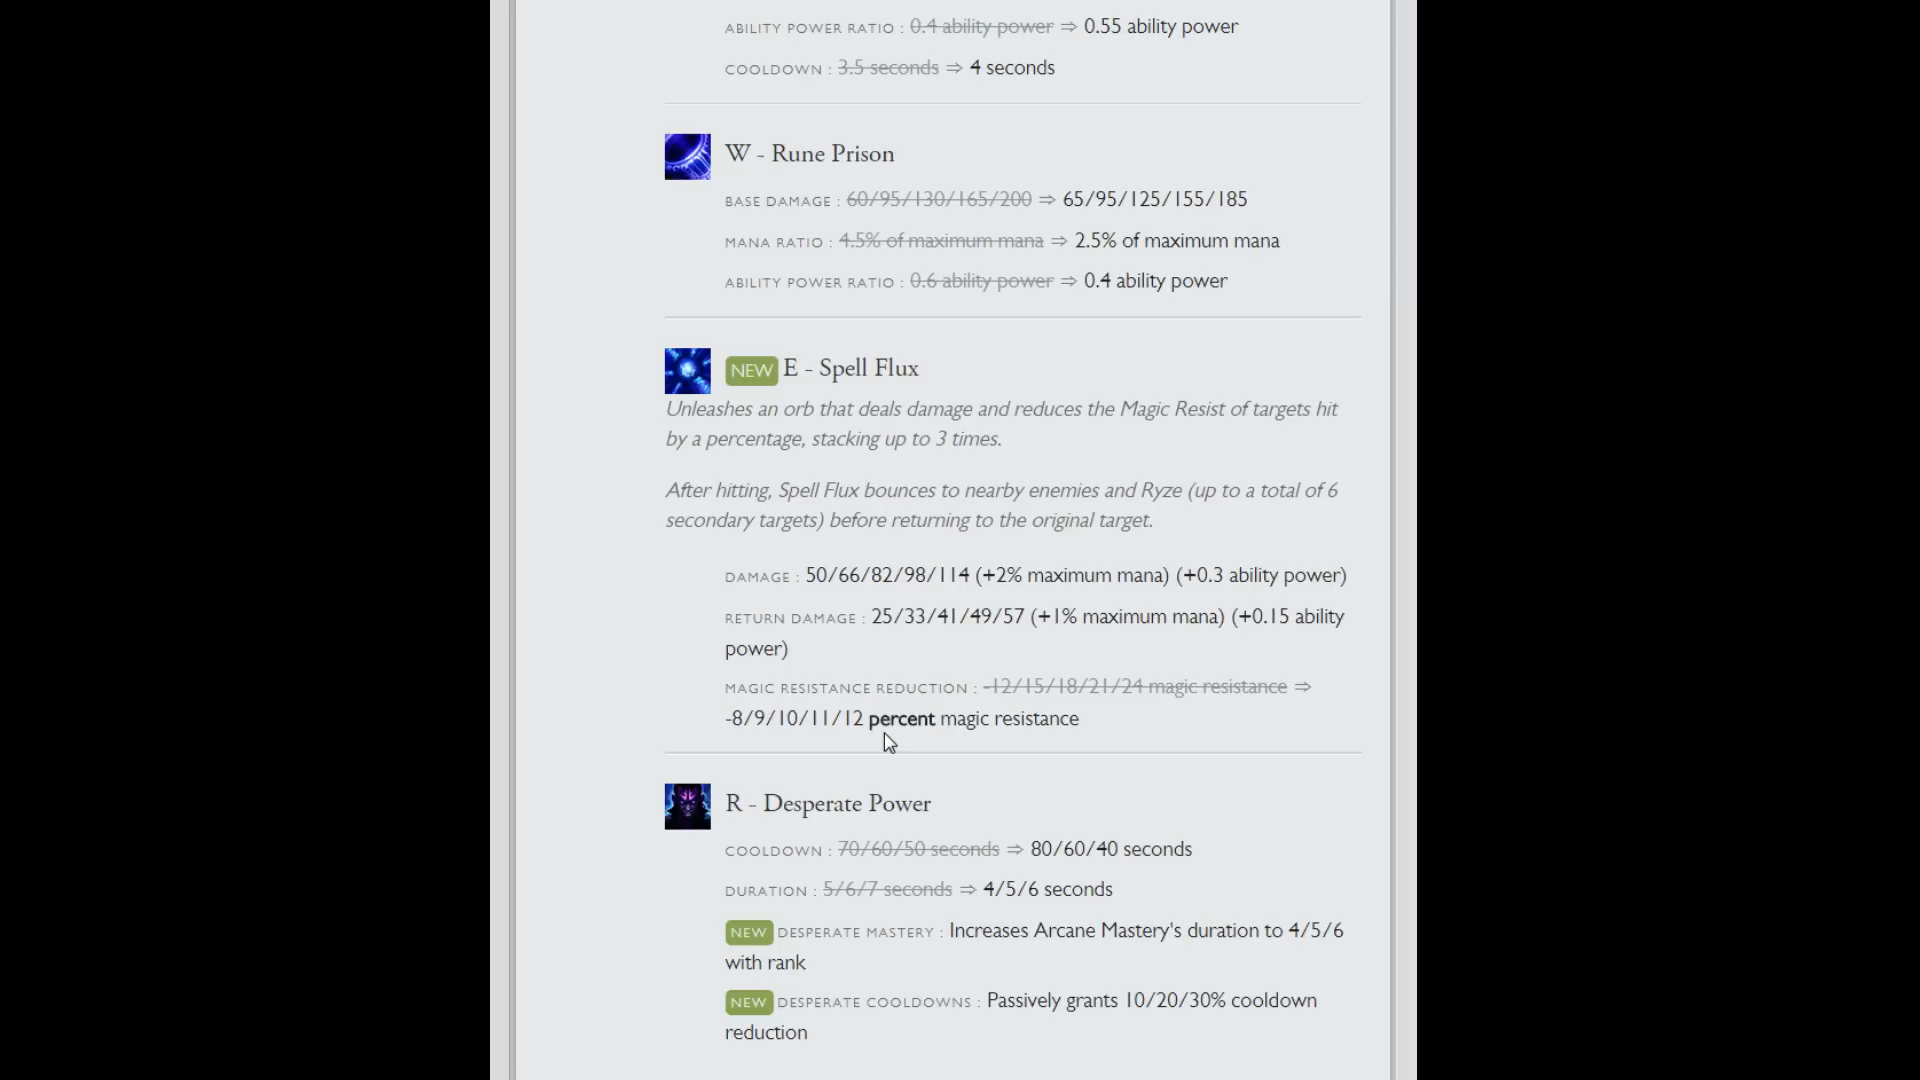 ABILITY POWER RATIO : 0.4 ability power ⇒ 0.55 ability power
COOLDOWN : 3.5 seconds ⇒ 4 seconds
W - Rune Prison
BASE DAMAGE : 60/95/130/165/200 ⇒ 65/95/125/155/185
MANA RATIO : 4.5% of maximum mana ⇒ 2.5% of maximum mana
ABILITY POWER RATIO : 0.6 ability power ⇒ 0.4 ability power
NEW E - Spell Flux
Unleashes an orb that deals damage and reduces the Magic Resist of targets hit
by a percentage, stacking up to 3 times.
After hitting, Spell Flux bounces to nearby enemies and Ryze (up to a total of 6
secondary targets) before returning to the original target.
DAMAGE : 50/66/82/98/114 (+2% maximum mana) (+0.3 ability power)
RETURN DAMAGE : 25/33/41/49/57 (+1% maximum mana) (+0.15 ability
power)
MAGIC RESISTANCE REDUCTION : -12/15/18/21/24 magic resistance ⇒
-8/9/10/11/12 percent magic resistance
R - Desperate Power
COOLDOWN : 70/60/50 seconds ⇒ 80/60/40 seconds
DURATION : 5/6/7 seconds ⇒ 4/5/6 seconds
NEW DESPERATE MASTERY : Increases Arcane Mastery's duration to 4/5/6
with rank
NEW DESPERATE COOLDOWNS : Passively grants 10/20/30% cooldown
reduction